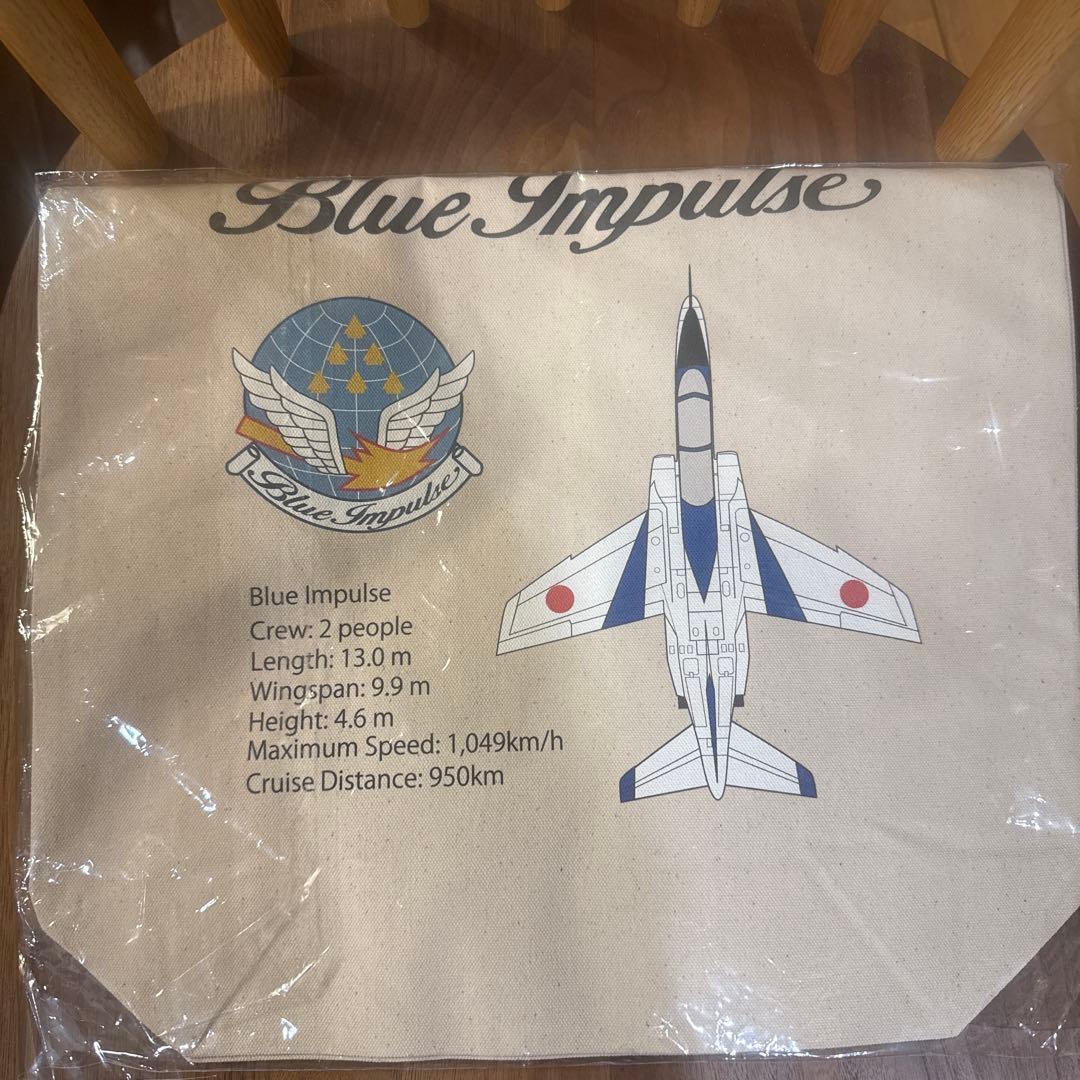 Blue Impulse
Blue Impulse
Blue Impulse
Crew: 2 people
Length: 13.0 m
Wingspan: 9.9 m
Height: 4.6 m
Maximum Speed: 1,049km/h
Cruise Distance: 950km